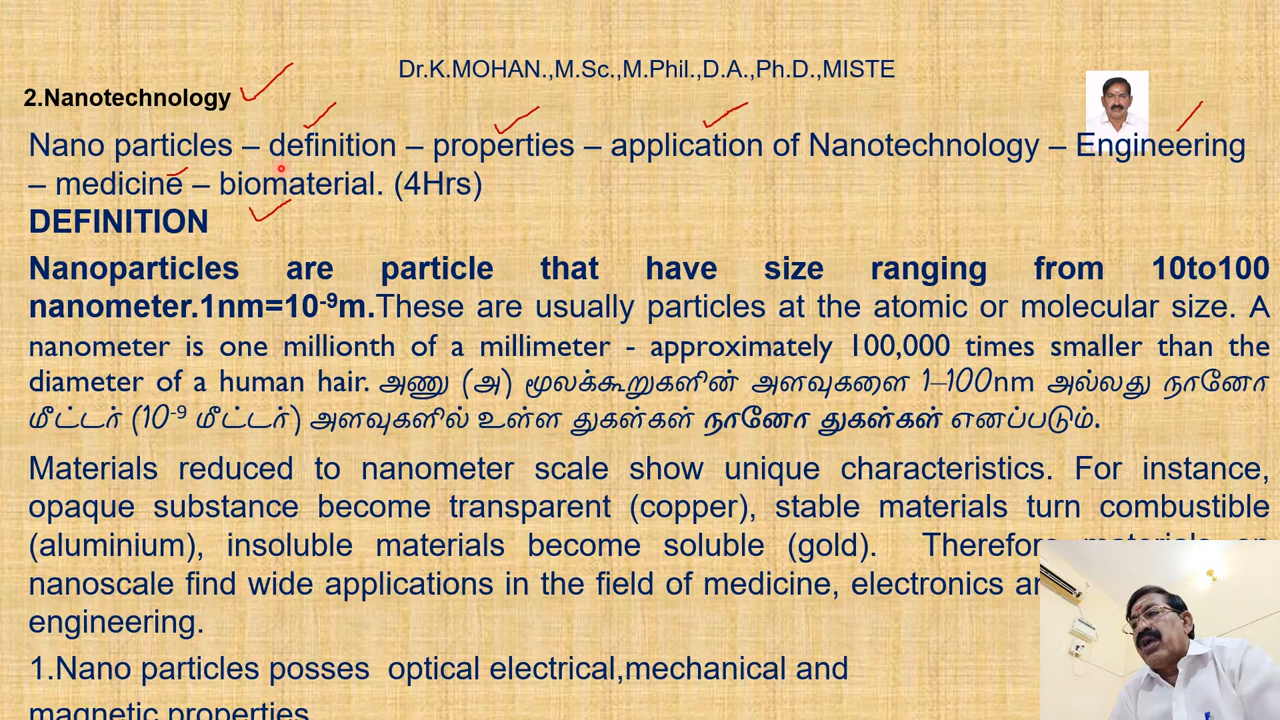 Dr.K.MOHAN.,M.Sc.,M.Phil.,D.A.,Ph.D.,MISTE
2.Nanotechnology
Nano particles – definition – properties – application of Nanotechnology – Engineering
– medicine – biomaterial. (4Hrs)
DEFINITION
Nanoparticles are particle that have size ranging from 10to100
nanometer.1nm=10⁻⁹m.These are usually particles at the atomic or molecular size. A
nanometer is one millionth of a millimeter - approximately 100,000 times smaller than the
diameter of a human hair. அணு (அ) மூலக்கூறுகளின் அளவுகளை 1–100nm அல்லது நானோ
மீட்டர் (10⁻⁹ மீட்டர்) அளவுகளில் உள்ள துகள்கள் நானோ துகள்கள் எனப்படும்.
Materials reduced to nanometer scale show unique characteristics. For instance,
opaque substance become transparent (copper), stable materials turn combustible
(aluminium), insoluble materials become soluble (gold). Therefore
nanoscale find wide applications in the field of medicine, electronics
engineering.
1.Nano particles posses optical electrical,mechanical and
magnetic properties